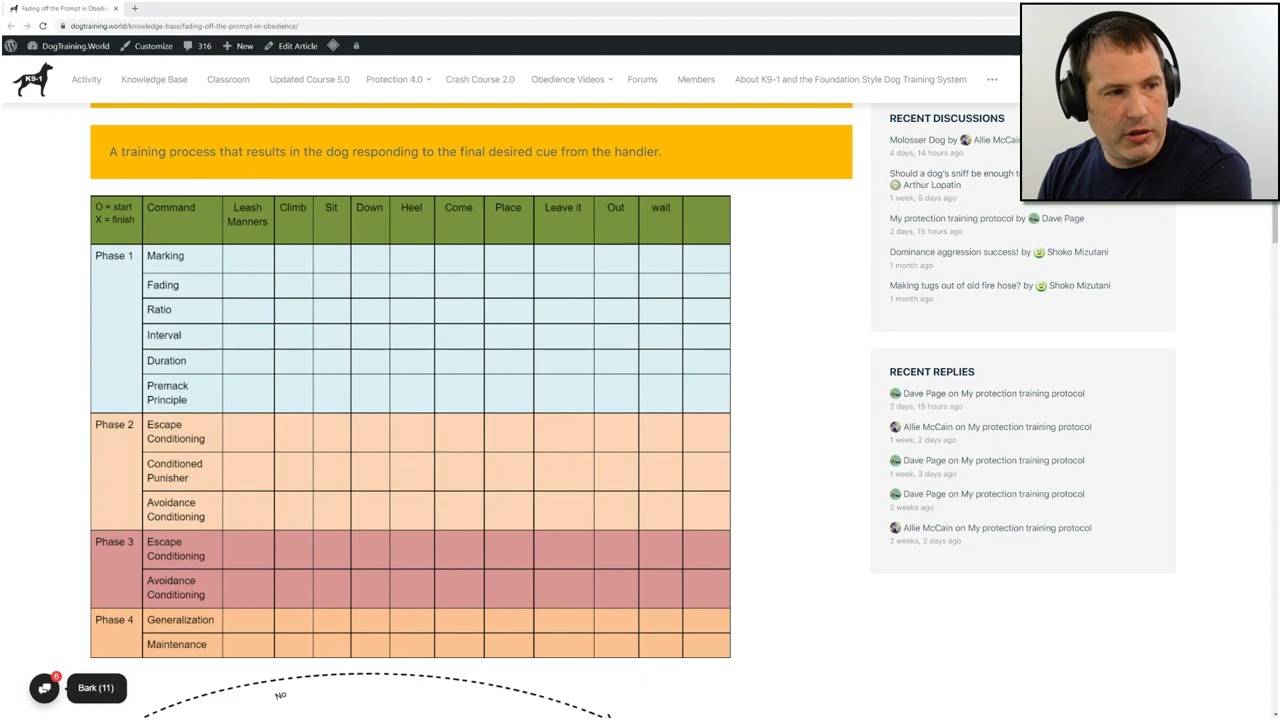 Fading off the Prompt in Obedie
dogtraining.world/knowledge-base/fading-off-the-prompt-in-obedience/
DogTraining.World Customize 316 New Edit Article
K9-1 Activity Knowledge Base Classroom Updated Course 5.0 Protection 4.0 Crash Course 2.0 Obedience Videos Forums Members About K9-1 and the Foundation Style Dog Training System ...
A training process that results in the dog responding to the final desired cue from the handler.
O = start
X = finish
Command Leash Manners Climb Sit Down Heel Come Place Leave it Out wait
Phase 1 Marking
Fading
Ratio
Interval
Duration
Premack
Principle
Phase 2 Escape
Conditioning
Conditioned
Punisher
Avoidance
Conditioning
Phase 3 Escape
Conditioning
Avoidance
Conditioning
Phase 4 Generalization
Maintenance
No
6
Bark (11)
RECENT DISCUSSIONS
Molosser Dog by Allie McCain
4 days, 14 hours ago
Should a dog's sniff be enough to
Arthur Lopatin
1 week, 5 days ago
My protection training protocol by Dave Page
2 days, 15 hours ago
Dominance aggression success! by Shoko Mizutani
1 month ago
Making tugs out of old fire hose? by Shoko Mizutani
1 month ago
RECENT REPLIES
Dave Page on My protection training protocol
2 days, 15 hours ago
Allie McCain on My protection training protocol
1 week, 2 days ago
Dave Page on My protection training protocol
1 week, 3 days ago
Dave Page on My protection training protocol
2 weeks ago
Allie McCain on My protection training protocol
2 weeks, 2 days ago